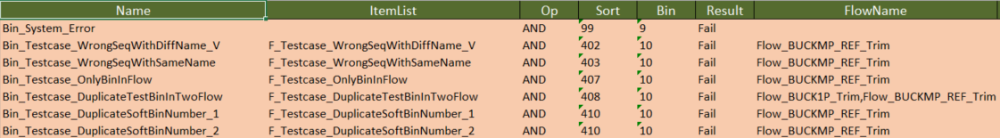 Name ItemList Op Sort Bin Result FlowName
Bin_System_Error AND 99 9 Fail
Bin_Testcase_WrongSeqWithDiffName_V F_Testcase_WrongSeqWithDiffName_V AND 402 10 Fail Flow_BUCKMP_REF_Trim
Bin_Testcase_WrongSeqWithSameName F_Testcase_WrongSeqWithSameName AND 403 10 Fail Flow_BUCKMP_REF_Trim
Bin_Testcase_OnlyBinInFlow F_Testcase_OnlyBinInFlow AND 407 10 Fail Flow_BUCKMP_REF_Trim
Bin_Testcase_DuplicateTestBinInTwoFlow F_Testcase_DuplicateTestBinInTwoFlow AND 408 10 Fail Flow_BUCK1P_Trim,Flow_BUCKMP_REF_Trim
Bin_Testcase_DuplicateSoftBinNumber_1 F_Testcase_DuplicateSoftBinNumber_1 AND 410 10 Fail Flow_BUCKMP_REF_Trim
Bin_Testcase_DuplicateSoftBinNumber_2 F_Testcase_DuplicateSoftBinNumber_2 AND 410 10 Fail Flow_BUCKMP_REF_Trim